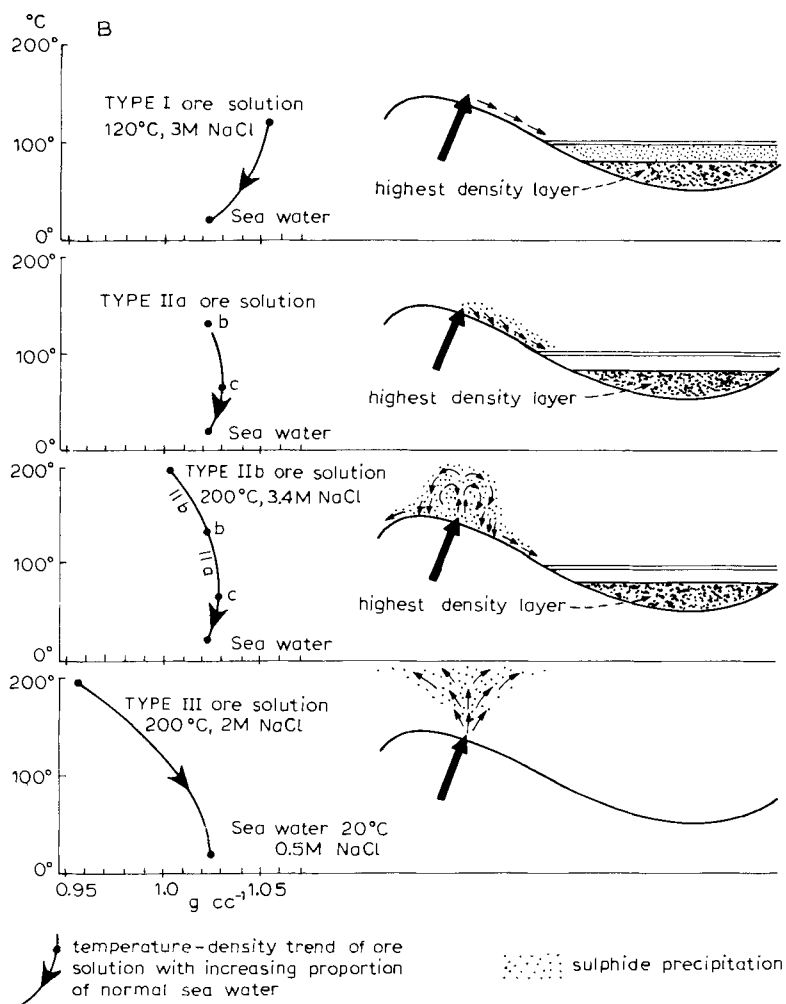 °C
B
200°
TYPE I ore solution
120°C, 3M NaCl
100°
highest density layer
Sea water
0°
200°
TYPE IIa ore solution
b
100°
c
highest density layer
Sea water
0°
200°
TYPE IIb ore solution
200°C, 3.4M NaCl
IIb
b
100°
IIa
c
highest density layer
Sea water
0°
200°
TYPE III ore solution
200°C, 2M NaCl
100°
Sea water 20°C
0.5M NaCl
0°
0.95 1.0 1.05
g cc⁻¹
temperature-density trend of ore
solution with increasing proportion
of normal sea water
sulphide precipitation